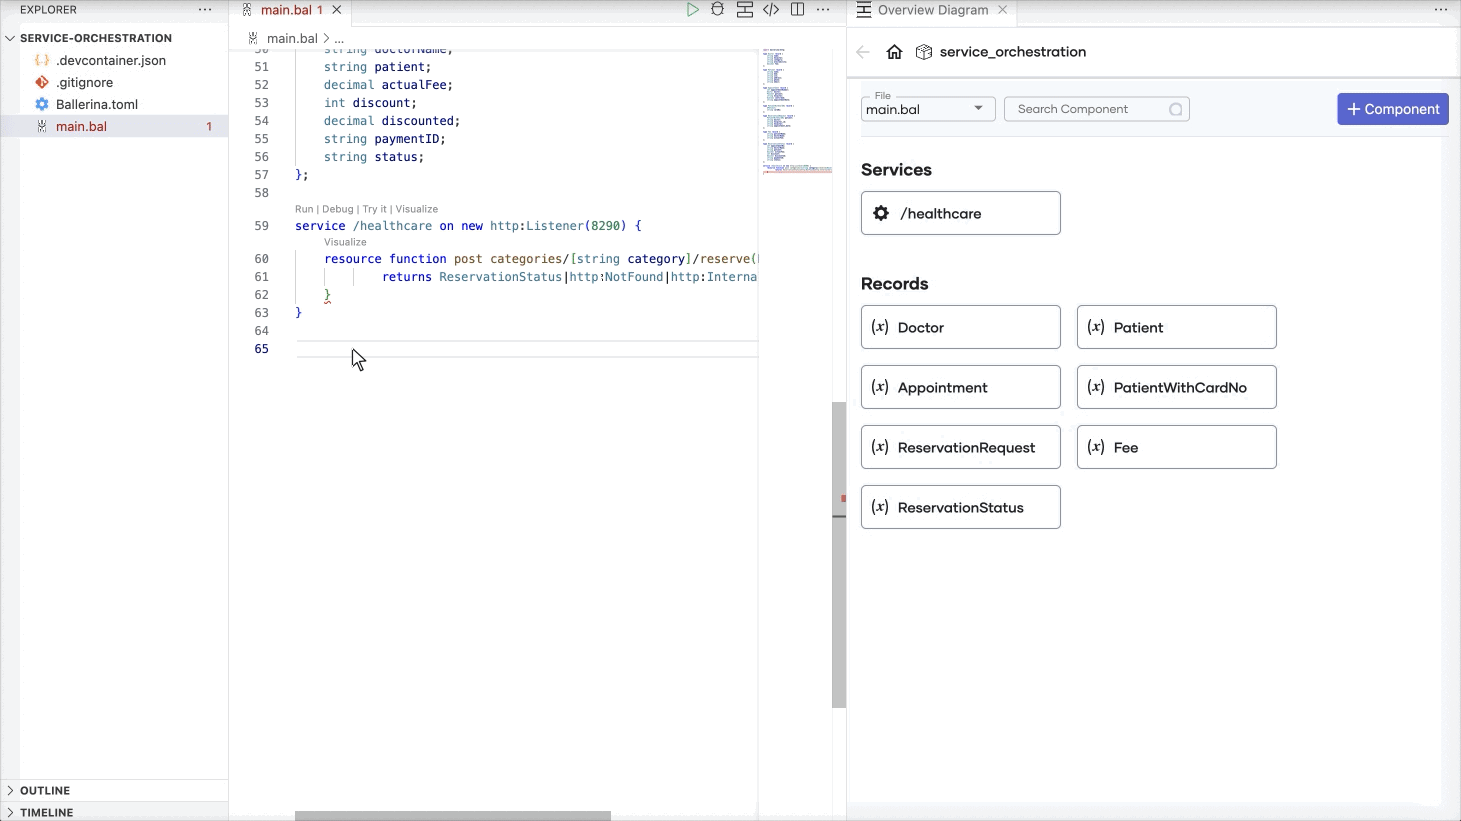 EXPLORER
SERVICE-ORCHESTRATION
.devcontainer.json
.gitignore
Ballerina.toml
main.bal 1
OUTLINE
TIMELINE
main.bal 1
main.bal > ...
50 string doctorName;
51 string patient;
52 decimal actualFee;
53 int discount;
54 decimal discounted;
55 string paymentID;
56 string status;
57 };
58
Run | Debug | Try it | Visualize
59 service /healthcare on new http:Listener(8290) {
Visualize
60 resource function post categories/[string category]/reserve(
61 returns ReservationStatus|http:NotFound|http:Interna
62 }
63 }
64
65
Overview Diagram
service_orchestration
File
main.bal
Search Component
+ Component
Services
/healthcare
Records
(x) Doctor
(x) Patient
(x) Appointment
(x) PatientWithCardNo
(x) ReservationRequest
(x) Fee
(x) ReservationStatus